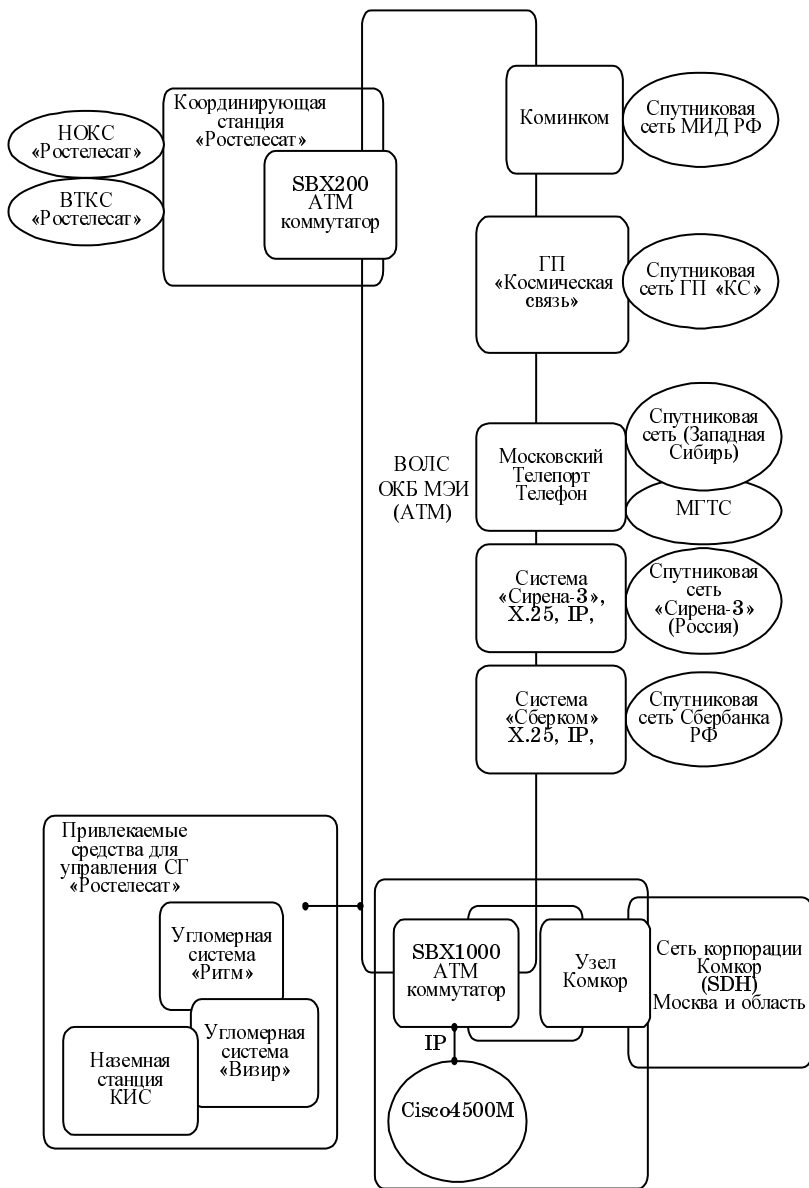 Координирующая
станция
«Ростелесат»
НОКС
«Ростелесат»
ВТКС
«Ростелесат»
SBX200
АТМ
коммутатор
Коминком
Спутниковая
сеть МИД РФ
ГП
«Космическая
связь»
Спутниковая
сеть ГП «КС»
ВОЛС
ОКБ МЭИ
(АТМ)
Московский
Телепорт
Телефон
Спутниковая
сеть (Западная
Сибирь)
МГТС
Система
«Сирена-3»,
X.25, IP,
Спутниковая
сеть
«Сирена-3»
(Россия)
Система
«Сберком»
X.25, IP,
Спутниковая
сеть Сбербанка
РФ
Привлекаемые
средства для
управления СГ
«Ростелесат»
Угломерная
система
«Ритм»
Угломерная
система
«Визир»
Наземная
станция
КИС
SBX1000
АТМ
коммутатор
Узел
Комкор
Сеть корпорации
Комкор
(SDH)
Москва и область
IP
Cisco4500M